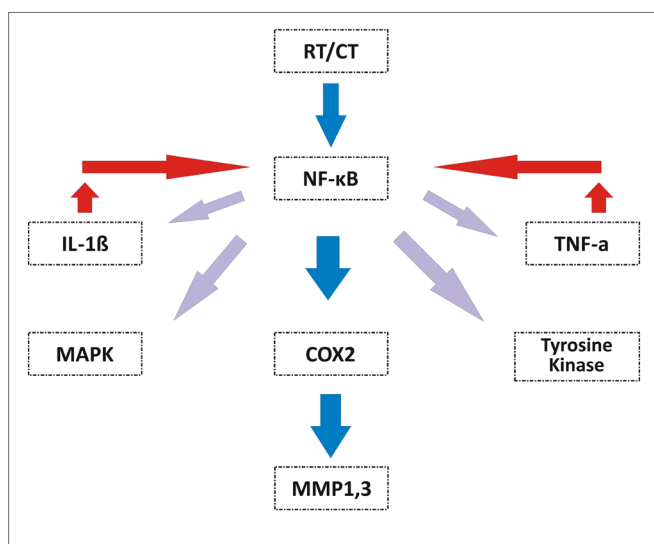 RT/CT
NF-κB
IL-1ß
TNF-a
MAPK
COX2
Tyrosine
Kinase
MMP1,3